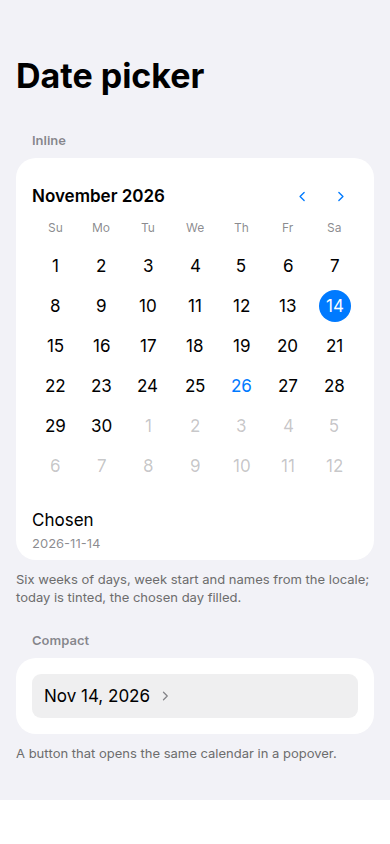 Date picker
Inline
November 2026
Su Mo Tu We Th Fr Sa
1 2 3 4 5 6 7
8 9 10 11 12 13 14
15 16 17 18 19 20 21
22 23 24 25 26 27 28
29 30 1 2 3 4 5
6 7 8 9 10 11 12
Chosen
2026-11-14
Six weeks of days, week start and names from the locale;
today is tinted, the chosen day filled.
Compact
Nov 14, 2026
A button that opens the same calendar in a popover.